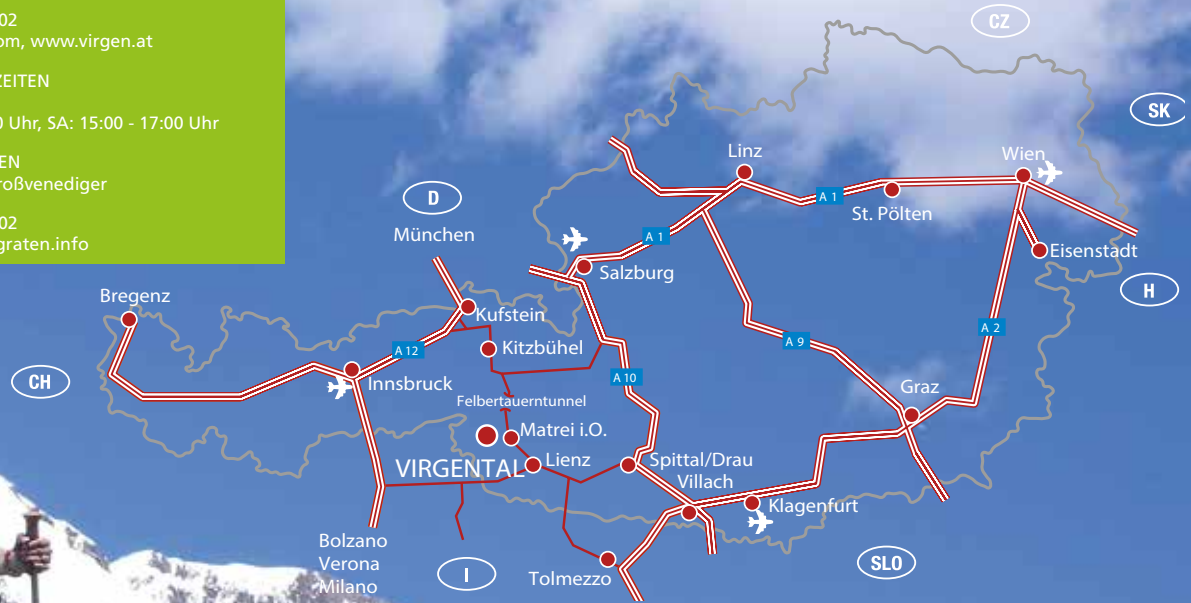 02
om, www.virgen.at
ZEITEN
0 Uhr, SA: 15:00 - 17:00 Uhr
EN
roßvenediger
02
graten.info
CZ
SK
Linz
Wien
D
A 1
St. Pölten
München
A 1
Eisenstadt
Salzburg
H
Bregenz
Kufstein
A 2
A 9
Kitzbühel
A 12
CH
Innsbruck
A 10
Graz
Felbertauerntunnel
Matrei i.O.
VIRGENTAL
Lienz
Spittal/Drau
Villach
Klagenfurt
Bolzano
Verona
Milano
I
Tolmezzo
SLO